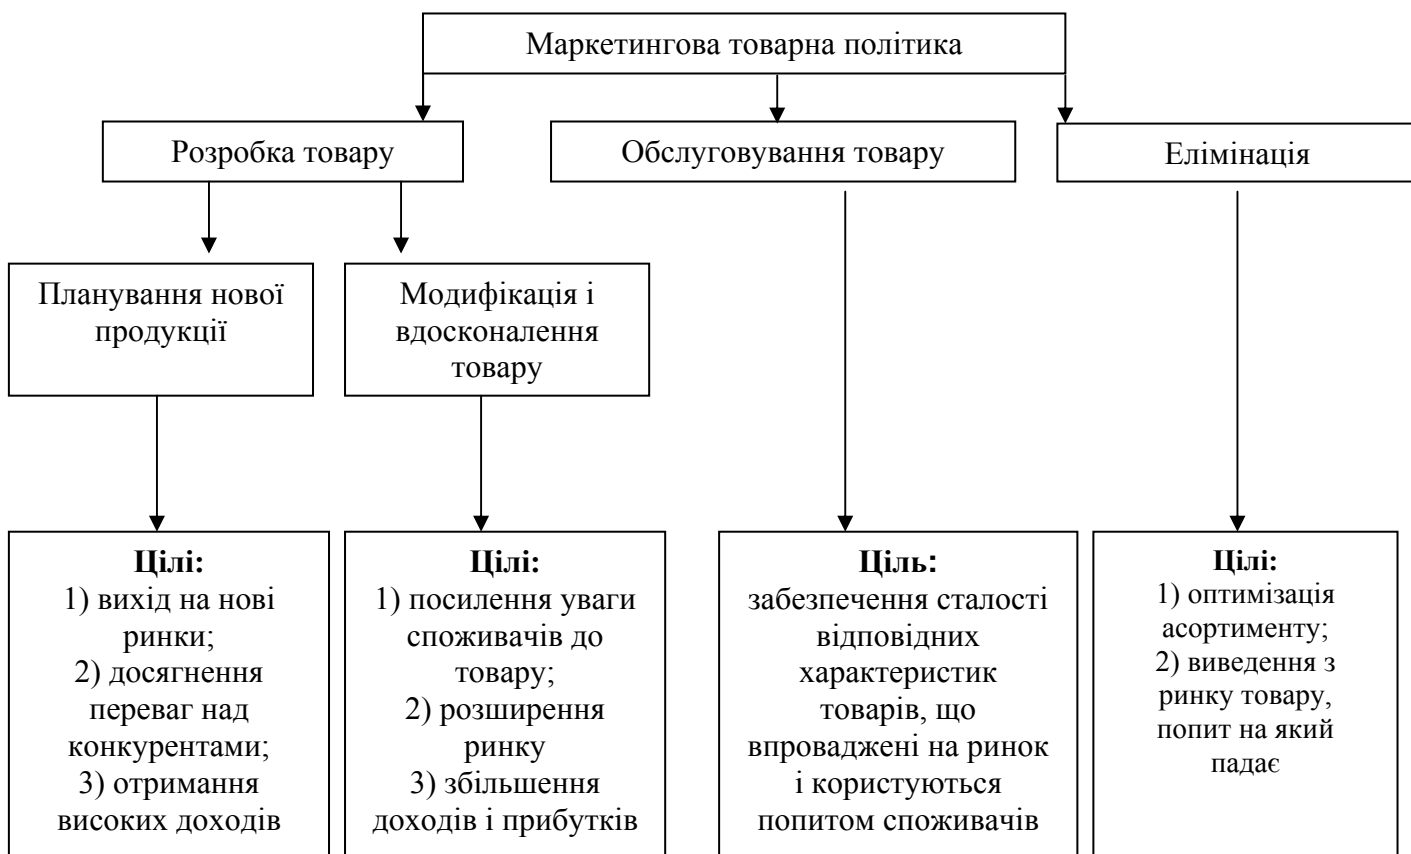 Маркетингова товарна політика
Розробка товару
Обслуговування товару
Елімінація
Планування нової
продукції
Модифікація і
вдосконалення
товару
Цілі:
1) вихід на нові
ринки;
2) досягнення
переваг над
конкурентами;
3) отримання
високих доходів
Цілі:
1) посилення уваги
споживачів до
товару;
2) розширення
ринку
3) збільшення
доходів і прибутків
Ціль:
забезпечення сталості
відповідних
характеристик
товарів, що
впроваджені на ринок
і користуються
попитом споживачів
Цілі:
1) оптимізація
асортименту;
2) виведення з
ринку товару,
попит на який
падає